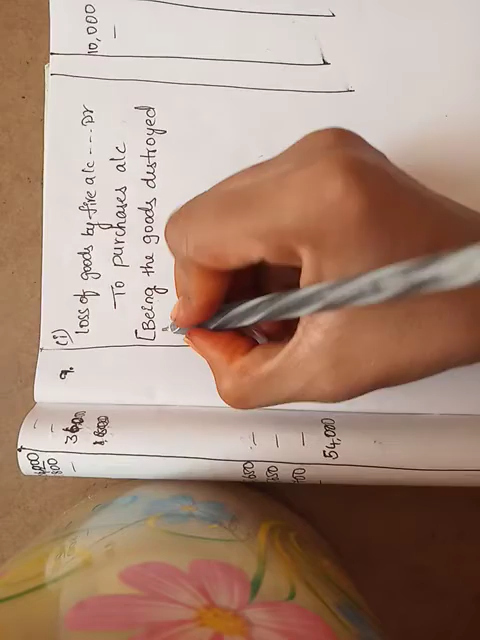 10,000
9. (i) Loss of goods by fire a/c ---- Dr
To purchases a/c
[Being the goods destroyed
3600
1800
54,000